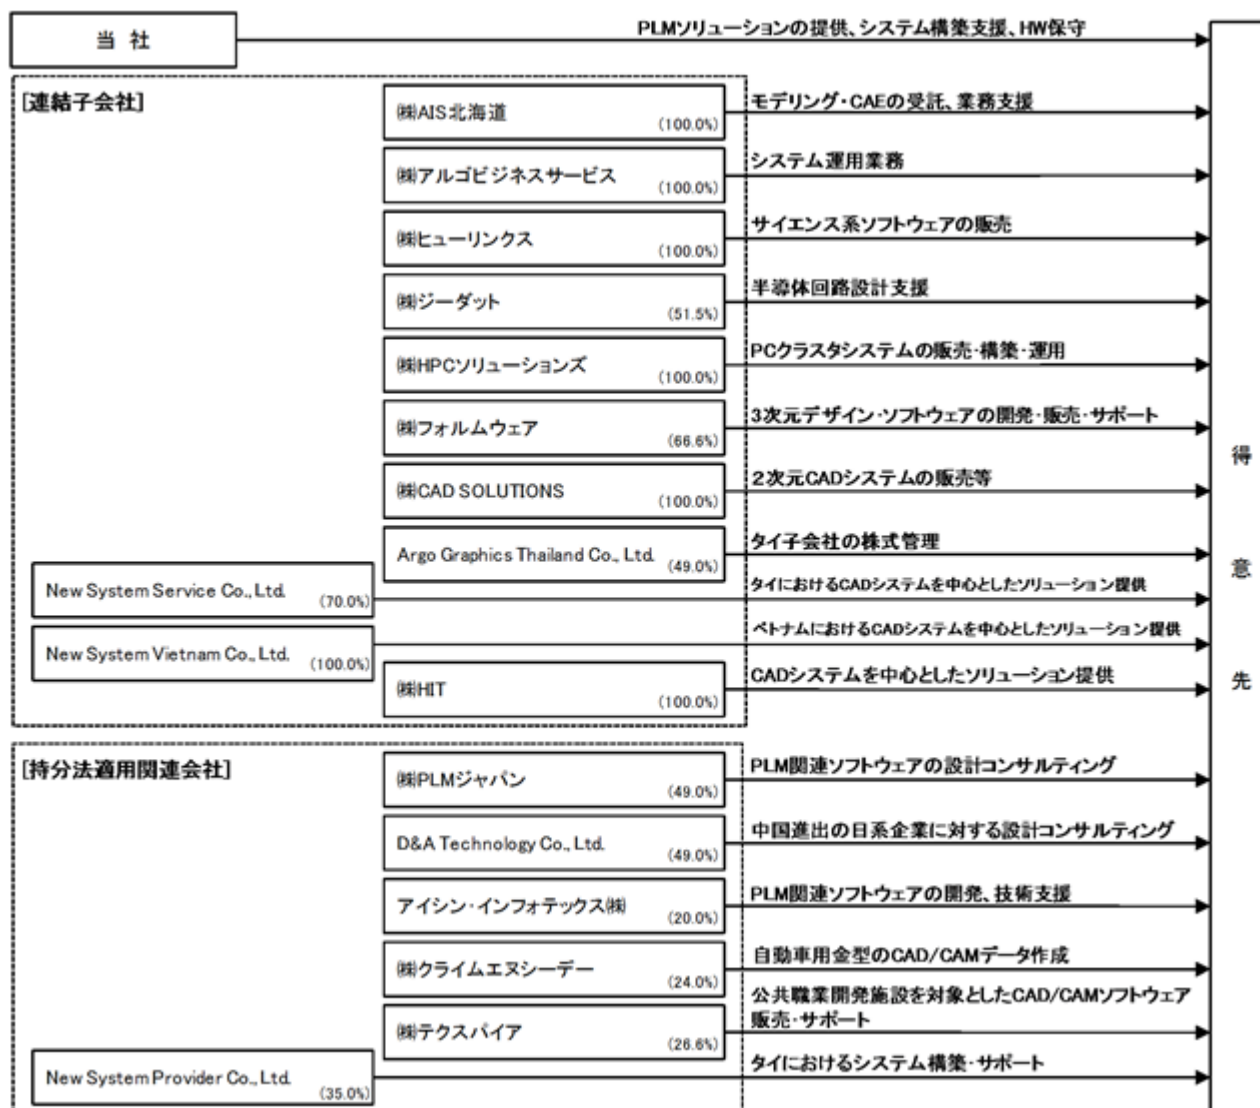 当 社
PLMソリューションの提供、システム構築支援、HW保守
[連結子会社]
㈱AIS北海道
(100.0%)
モデリング・CAEの受託、業務支援
㈱アルゴビジネスサービス
(100.0%)
システム運用業務
㈱ヒューリンクス
(100.0%)
サイエンス系ソフトウェアの販売
㈱ジーダット
(51.5%)
半導体回路設計支援
㈱HPCソリューションズ
(100.0%)
PCクラスタシステムの販売・構築・運用
㈱フォルムウェア
(66.6%)
3次元デザイン・ソフトウェアの開発・販売・サポート
㈱CAD SOLUTIONS
(100.0%)
2次元CADシステムの販売等
Argo Graphics Thailand Co., Ltd.
(49.0%)
タイ子会社の株式管理
New System Service Co., Ltd.
(70.0%)
タイにおけるCADシステムを中心としたソリューション提供
New System Vietnam Co., Ltd.
(100.0%)
ベトナムにおけるCADシステムを中心としたソリューション提供
㈱HIT
(100.0%)
CADシステムを中心としたソリューション提供
[持分法適用関連会社]
㈱PLMジャパン
(49.0%)
PLM関連ソフトウェアの設計コンサルティング
D&A Technology Co., Ltd.
(49.0%)
中国進出の日系企業に対する設計コンサルティング
アイシン・インフォテックス㈱
(20.0%)
PLM関連ソフトウェアの開発、技術支援
㈱クライムエヌシーデー
(24.0%)
自動車用金型のCAD/CAMデータ作成
㈱テクスパイア
(26.6%)
公共職業開発施設を対象としたCAD/CAMソフトウェア
販売・サポート
New System Provider Co., Ltd.
(35.0%)
タイにおけるシステム構築・サポート
得
意
先